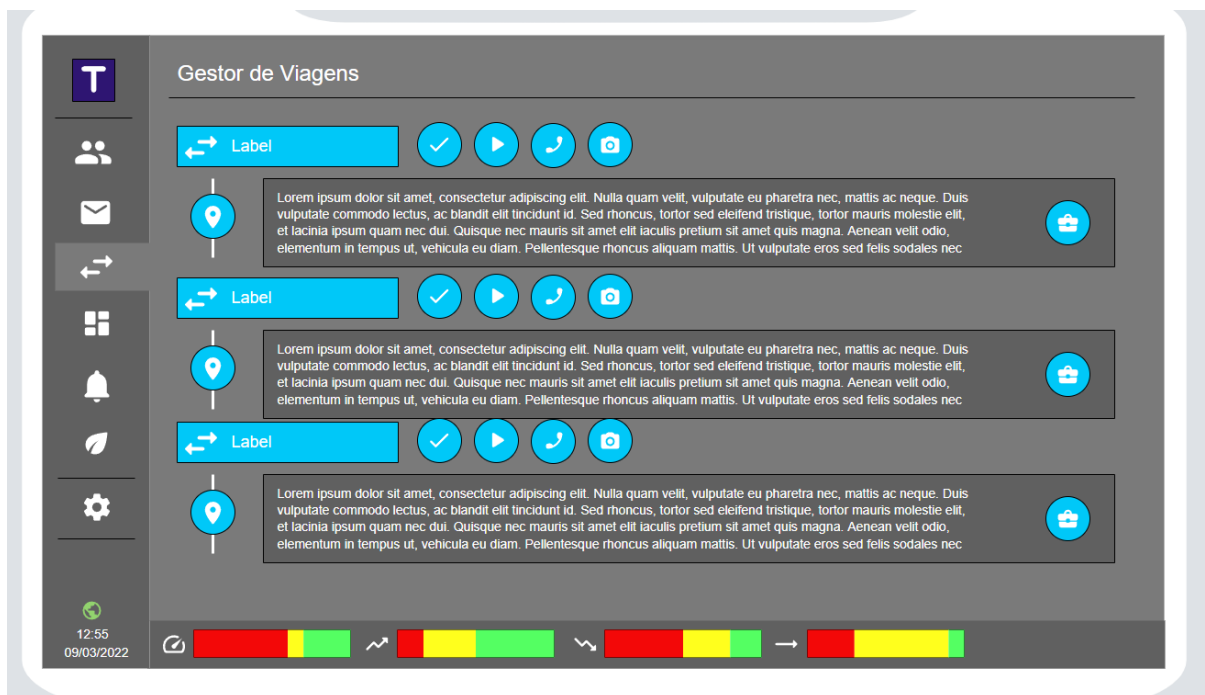 T
Gestor de Viagens
Label
Lorem ipsum dolor sit amet, consectetur adipiscing elit. Nulla quam velit, vulputate eu pharetra nec, mattis ac neque. Duis
vulputate commodo lectus, ac blandit elit tincidunt id. Sed rhoncus, tortor sed eleifend tristique, tortor mauris molestie elit,
et lacinia ipsum quam nec dui. Quisque nec mauris sit amet elit iaculis pretium sit amet quis magna. Aenean velit odio,
elementum in tempus ut, vehicula eu diam. Pellentesque rhoncus aliquam mattis. Ut vulputate eros sed felis sodales nec
Label
Lorem ipsum dolor sit amet, consectetur adipiscing elit. Nulla quam velit, vulputate eu pharetra nec, mattis ac neque. Duis
vulputate commodo lectus, ac blandit elit tincidunt id. Sed rhoncus, tortor sed eleifend tristique, tortor mauris molestie elit,
et lacinia ipsum quam nec dui. Quisque nec mauris sit amet elit iaculis pretium sit amet quis magna. Aenean velit odio,
elementum in tempus ut, vehicula eu diam. Pellentesque rhoncus aliquam mattis. Ut vulputate eros sed felis sodales nec
Label
Lorem ipsum dolor sit amet, consectetur adipiscing elit. Nulla quam velit, vulputate eu pharetra nec, mattis ac neque. Duis
vulputate commodo lectus, ac blandit elit tincidunt id. Sed rhoncus, tortor sed eleifend tristique, tortor mauris molestie elit,
et lacinia ipsum quam nec dui. Quisque nec mauris sit amet elit iaculis pretium sit amet quis magna. Aenean velit odio,
elementum in tempus ut, vehicula eu diam. Pellentesque rhoncus aliquam mattis. Ut vulputate eros sed felis sodales nec
12:55
09/03/2022